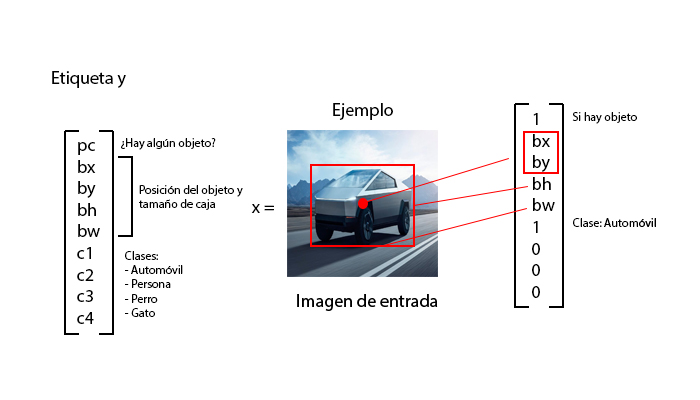 Etiqueta y
pc
bx
by
bh
bw
c1
c2
c3
c4
¿Hay algún objeto?
Posición del objeto y
tamaño de caja
Clases:
- Automóvil
- Persona
- Perro
- Gato
x =
Ejemplo
Imagen de entrada
1
bx
by
bh
bw
1
0
0
0
Si hay objeto
Clase: Automóvil